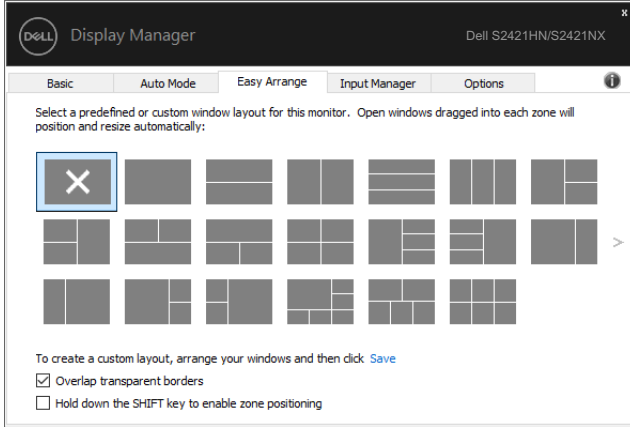 x
DELL Display Manager Dell S2421HN/S2421NX
Basic Auto Mode Easy Arrange Input Manager Options
Select a predefined or custom window layout for this monitor. Open windows dragged into each zone will
position and resize automatically:
>
To create a custom layout, arrange your windows and then click Save
Overlap transparent borders
Hold down the SHIFT key to enable zone positioning